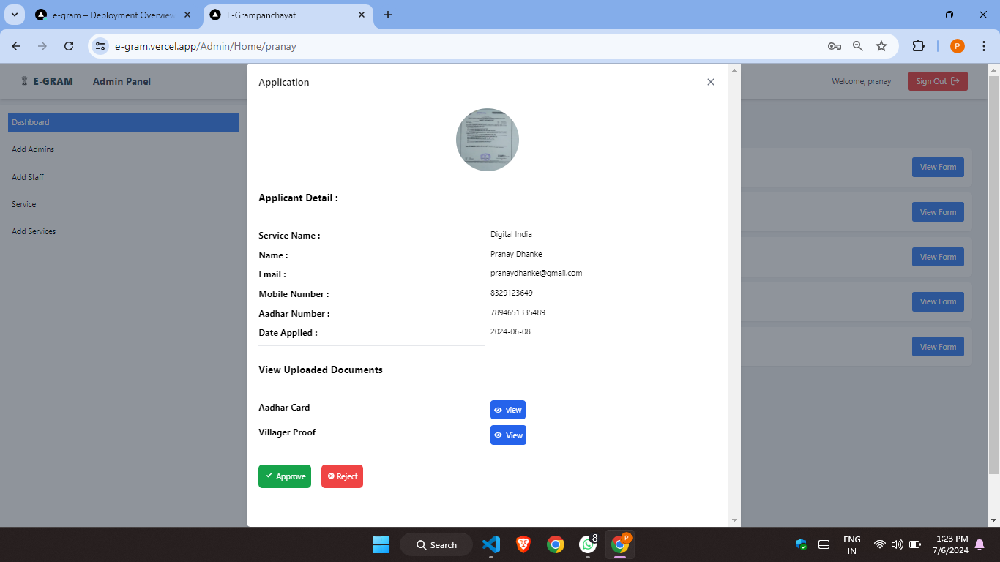 e-gram – Deployment Overview
E-Grampanchayat
e-gram.vercel.app/Admin/Home/pranay
P
E-GRAM
Admin Panel
Welcome, pranay
Sign Out
Dashboard
Add Admins
Add Staff
Service
Add Services
View Form
View Form
View Form
View Form
View Form
Application
Applicant Detail :
Service Name : Digital India
Name : Pranay Dhanke
Email : pranaydhanke@gmail.com
Mobile Number : 8329123649
Aadhar Number : 7894651335489
Date Applied : 2024-06-08
View Uploaded Documents
Aadhar Card view
Villager Proof View
Approve Reject
Search
8
P
ENG
IN
1:23 PM
7/6/2024